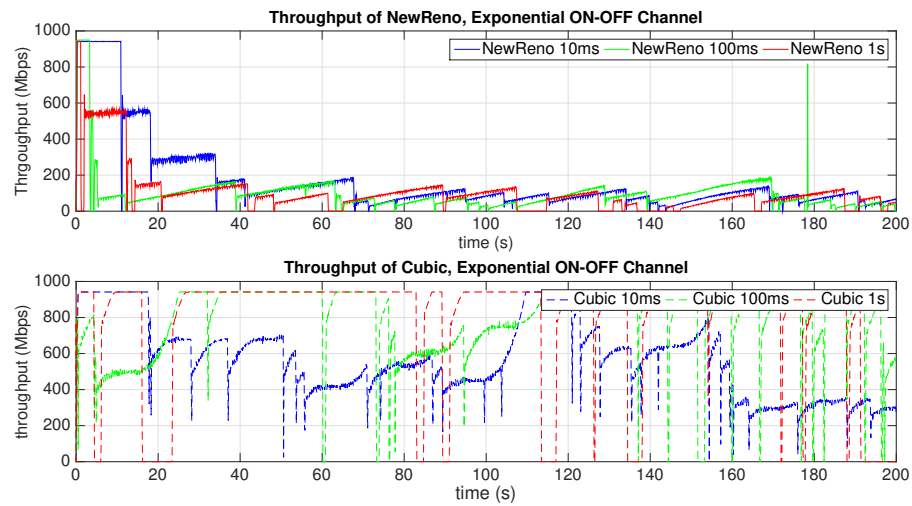 Throughput of NewReno, Exponential ON-OFF Channel
1000
800
600
400
200
0
Thrgoughput (Mbps)
NewReno 10ms NewReno 100ms NewReno 1s
0 20 40 60 80 100 120 140 160 180 200
time (s)
Throughput of Cubic, Exponential ON-OFF Channel
1000
800
600
400
200
0
throughput (Mbps)
Cubic 10ms Cubic 100ms Cubic 1s
0 20 40 60 80 100 120 140 160 180 200
time (s)